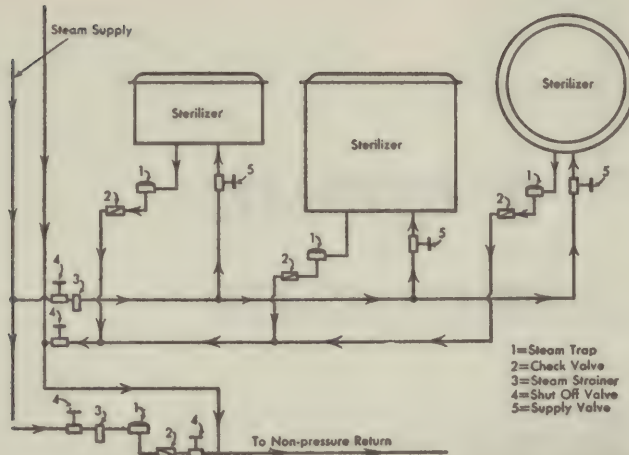 Steam Supply
Sterilizer
Sterilizer
Sterilizer
1
5
2
1
2
5
1
2
5
4
3
4
1=Steam Trap
2=Check Valve
3=Steam Strainer
4=Shut Off Valve
5=Supply Valve
4
3
1
2
4
To Non-pressure Return